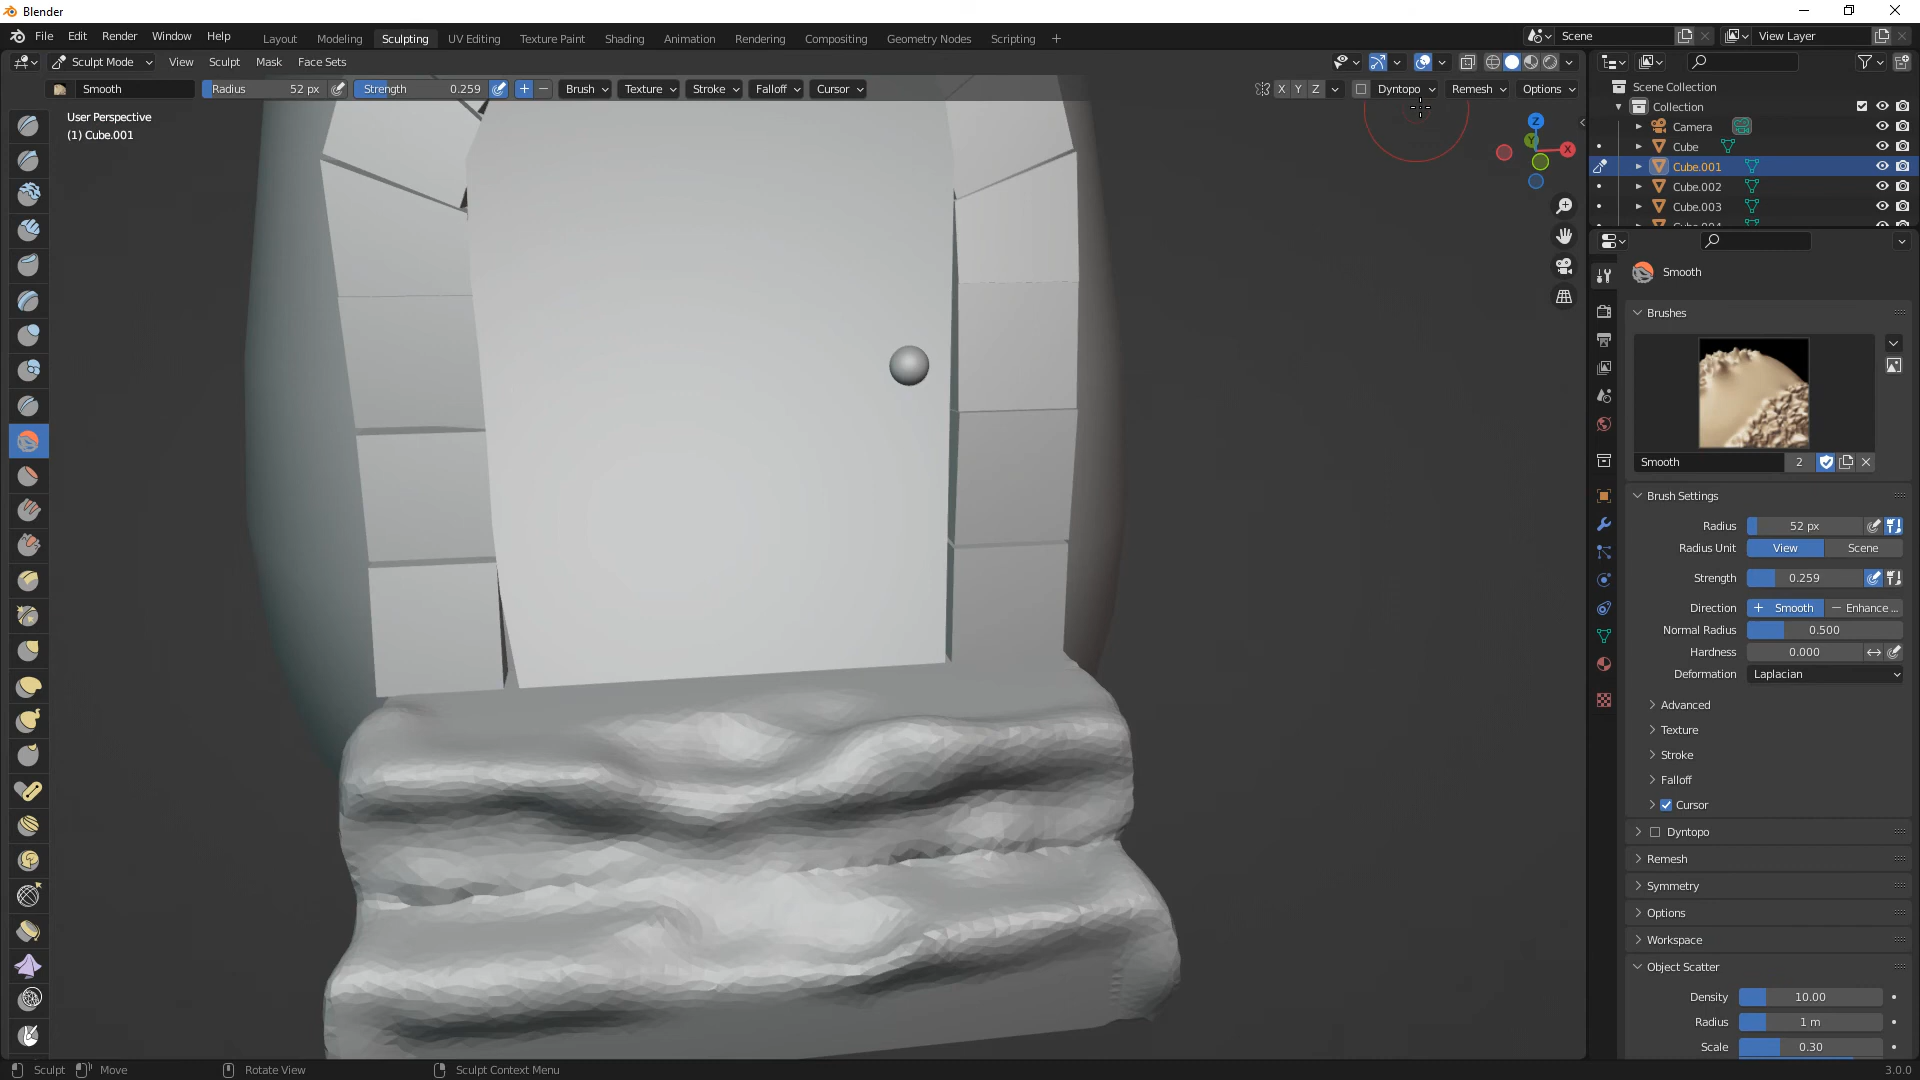 Blender
File Edit Render Window Help
Layout Modeling Sculpting UV Editing Texture Paint Shading Animation Rendering Compositing Geometry Nodes Scripting +
Scene
View Layer
Sculpt Mode View Sculpt Mask Face Sets
Smooth Radius 52 px Strength 0.259 Brush Texture Stroke Falloff Cursor
X Y Z Dyntopo Remesh Options
User Perspective
(1) Cube.001
Z
Y
X
Scene Collection
Collection
Camera
Cube
Cube.001
Cube.002
Cube.003
Smooth
Brushes
Smooth 2
Brush Settings
Radius 52 px
Radius Unit View Scene
Strength 0.259
Direction + Smooth − Enhance ...
Normal Radius 0.500
Hardness 0.000
Deformation Laplacian
Advanced
Texture
Stroke
Falloff
Cursor
Dyntopo
Remesh
Symmetry
Options
Workspace
Object Scatter
Density 10.00
Radius 1 m
Scale 0.30
Sculpt Move Rotate View Sculpt Context Menu 3.0.0